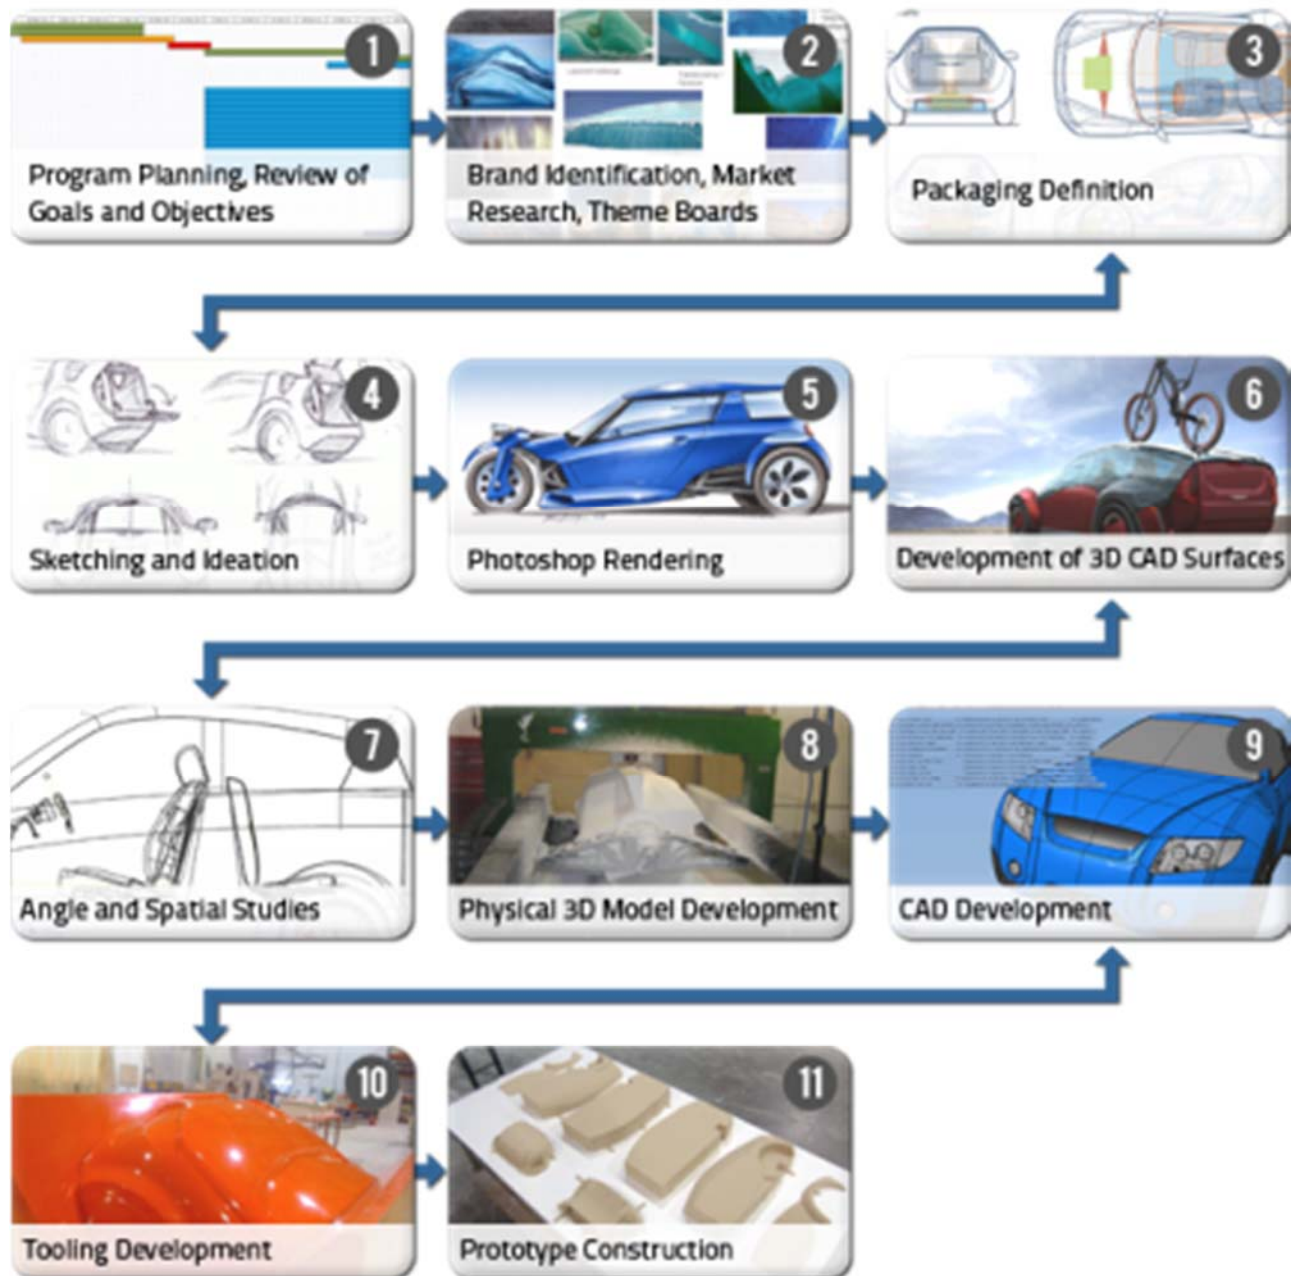 1
Program Planning, Review of
Goals and Objectives
2
Brand Identification, Market
Research, Theme Boards
3
Packaging Definition
4
Sketching and Ideation
5
Photoshop Rendering
6
Development of 3D CAD Surfaces
7
Angle and Spatial Studies
8
Physical 3D Model Development
9
CAD Development
10
Tooling Development
11
Prototype Construction